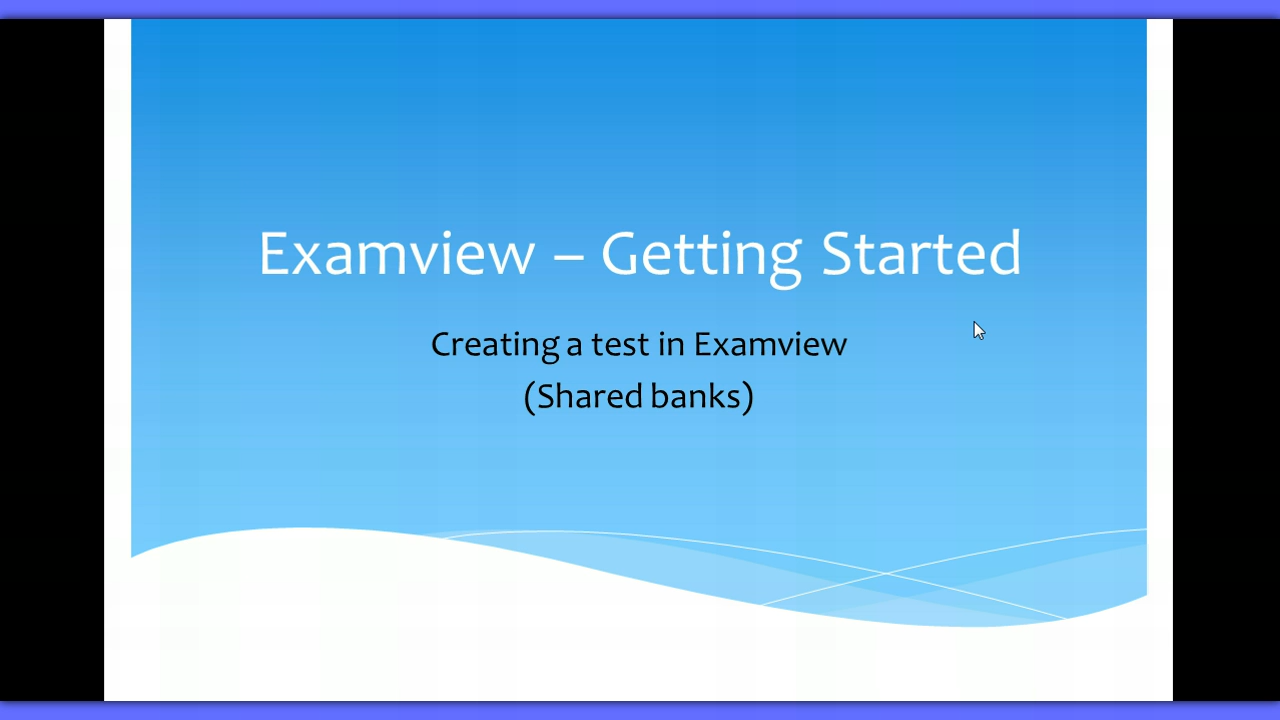 Examview – Getting Started
Creating a test in Examview
(Shared banks)